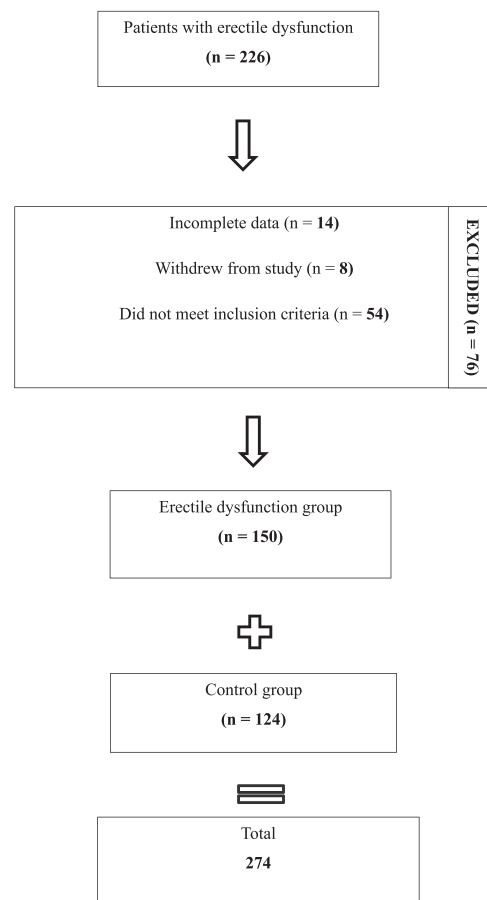 Patients with erectile dysfunction
(n = 226)
Incomplete data (n = 14)
Withdrew from study (n = 8)
Did not meet inclusion criteria (n = 54)
EXCLUDED (n = 76)
Erectile dysfunction group
(n = 150)
Control group
(n = 124)
Total
274